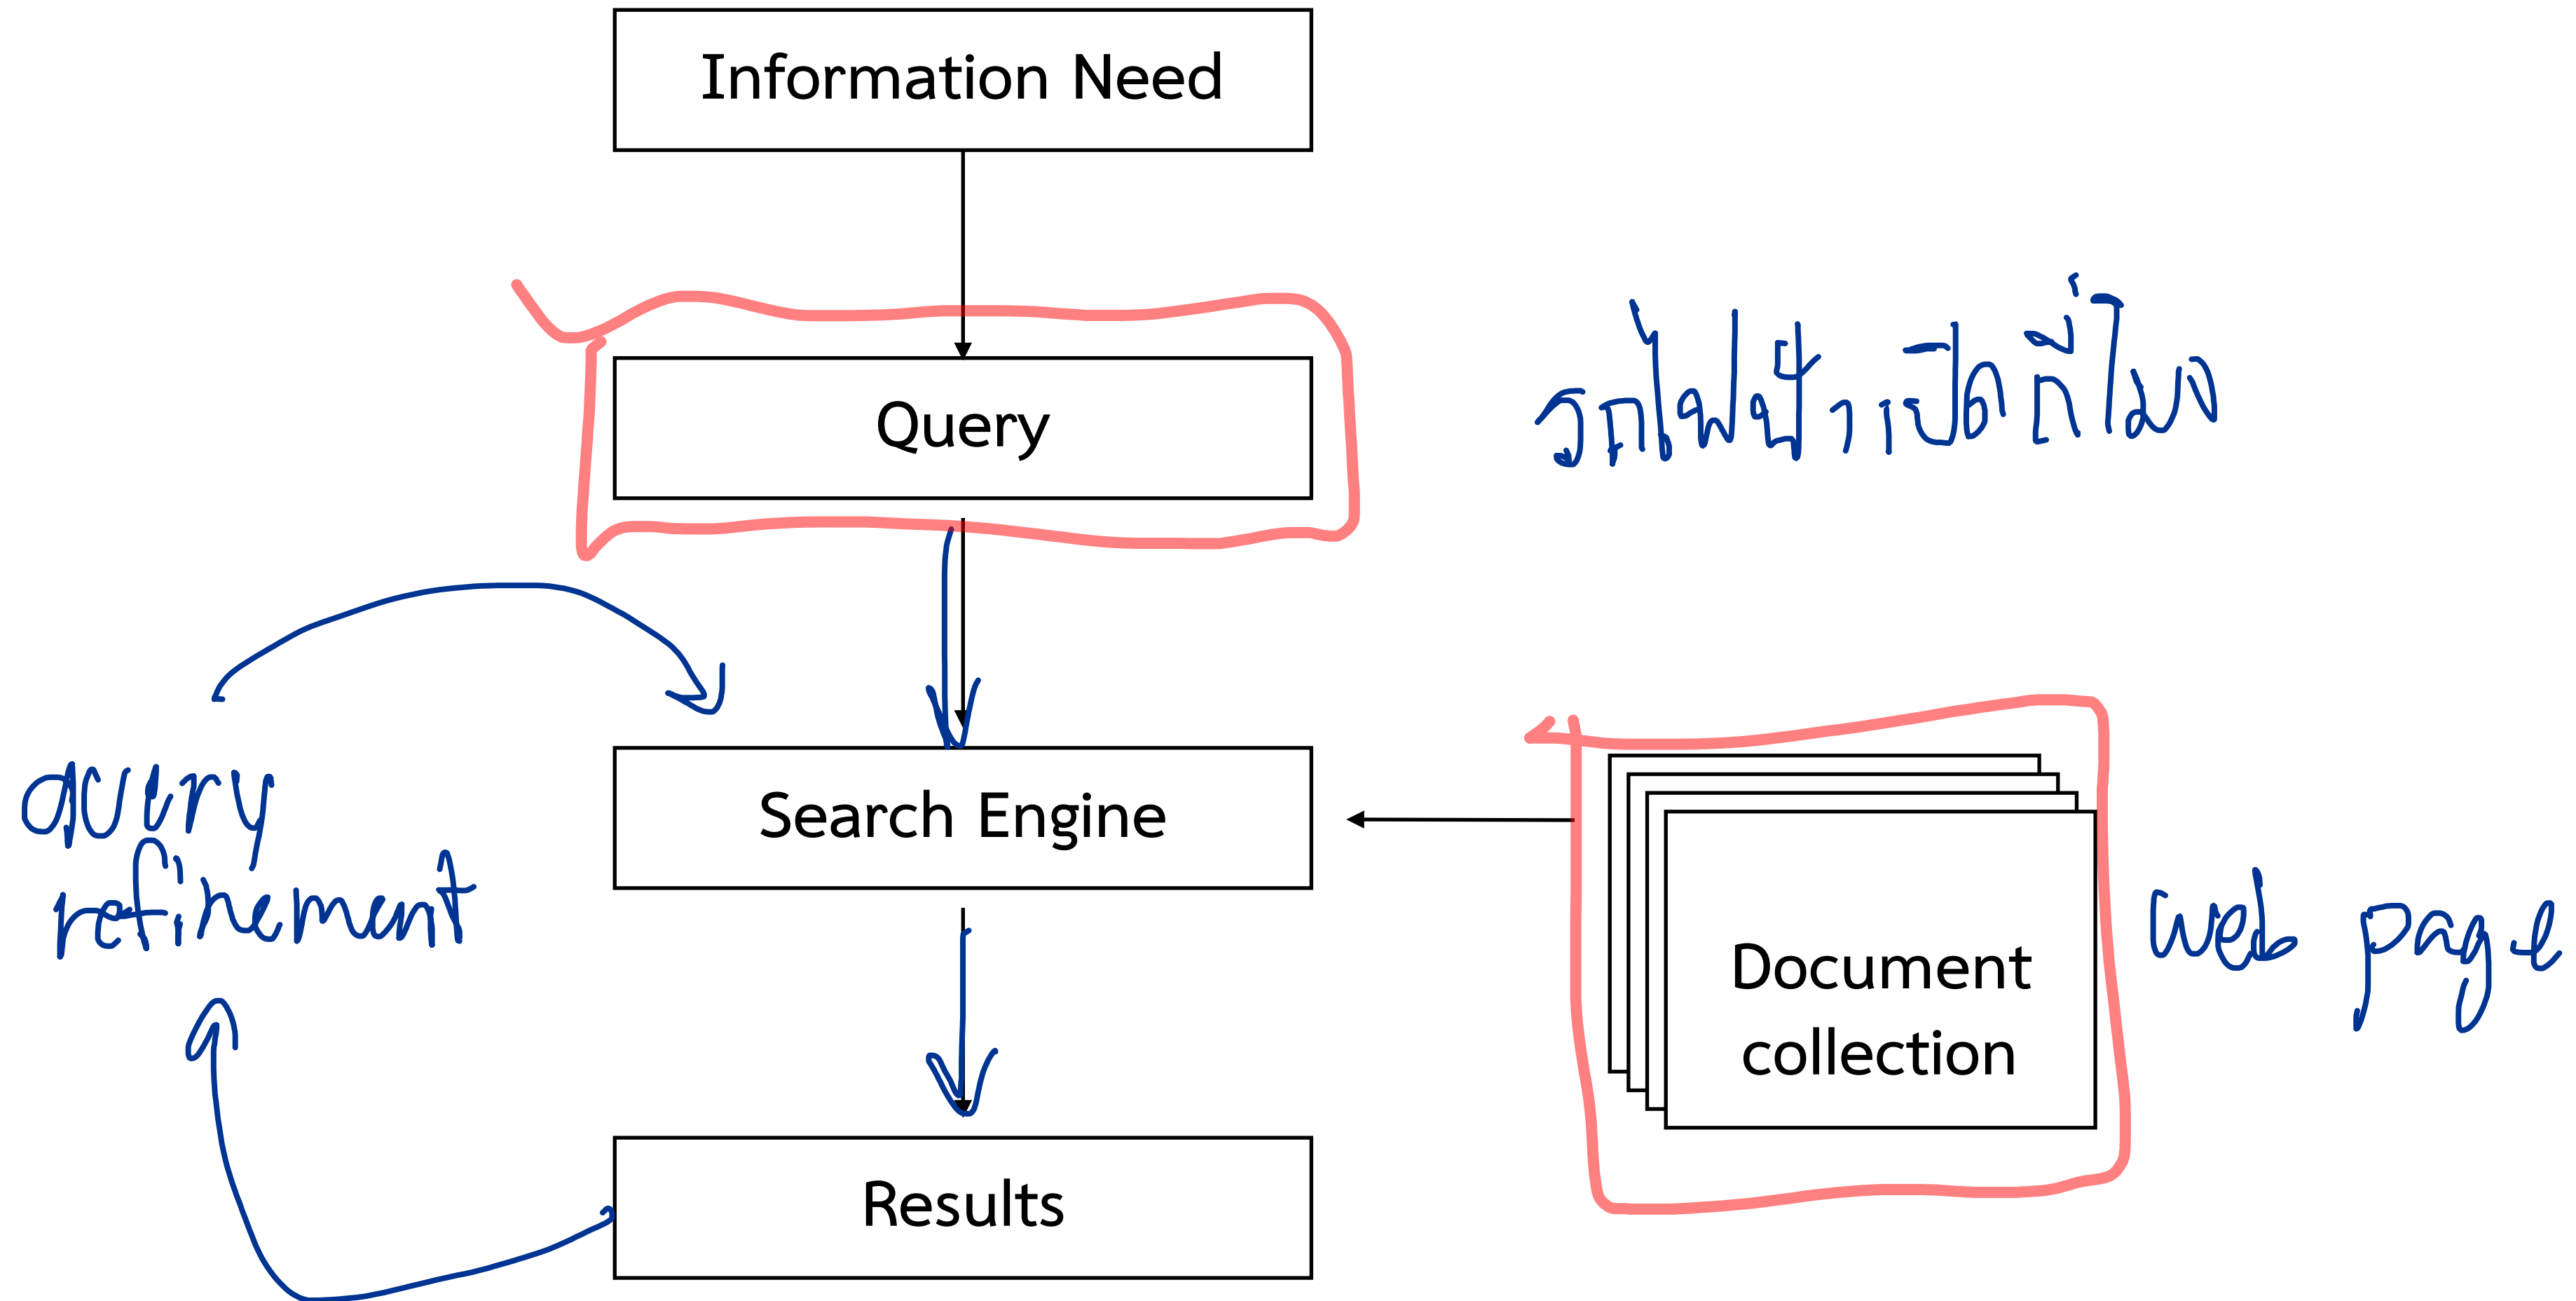 Information Need
Query
รถไฟฟ้าเปิดกี่โมง
Search Engine
query
refinement
Document
collection
web page
Results